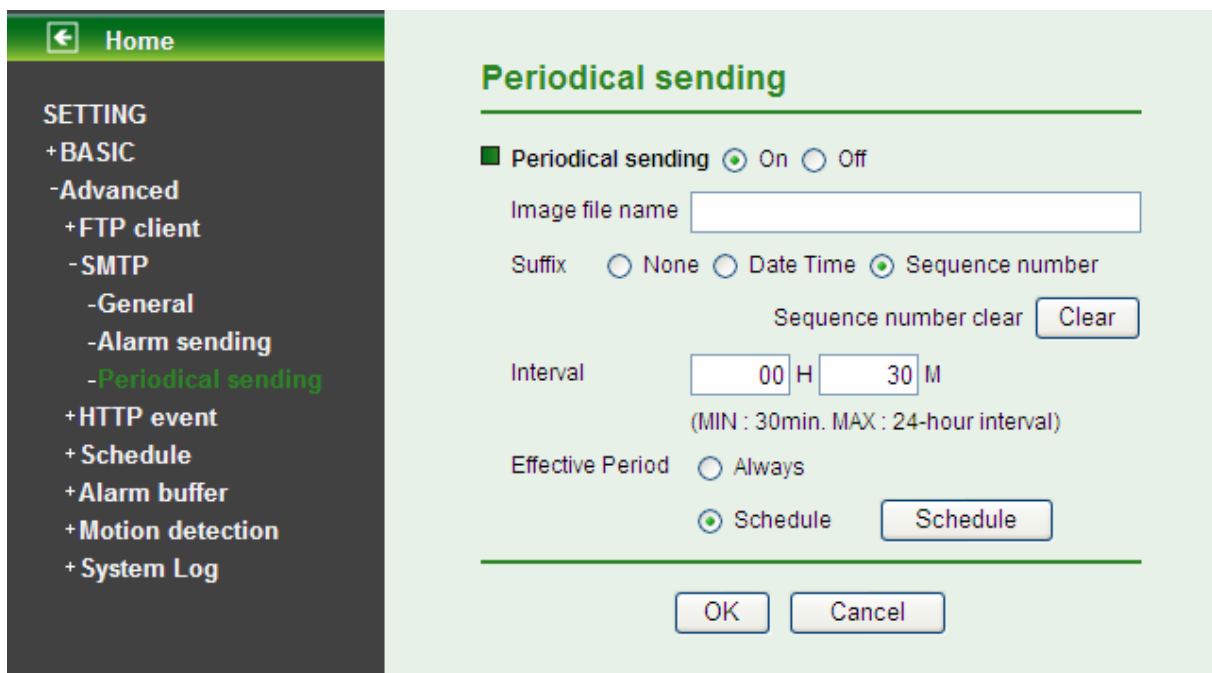 Home
SETTING
+BASIC
-Advanced
+FTP client
-SMTP
-General
-Alarm sending
-Periodical sending
+HTTP event
+Schedule
+Alarm buffer
+Motion detection
+System Log
Periodical sending
Periodical sending On Off
Image file name
Suffix None Date Time Sequence number
Sequence number clear Clear
Interval 00 H 30 M
(MIN : 30min. MAX : 24-hour interval)
Effective Period Always
Schedule Schedule
OK Cancel